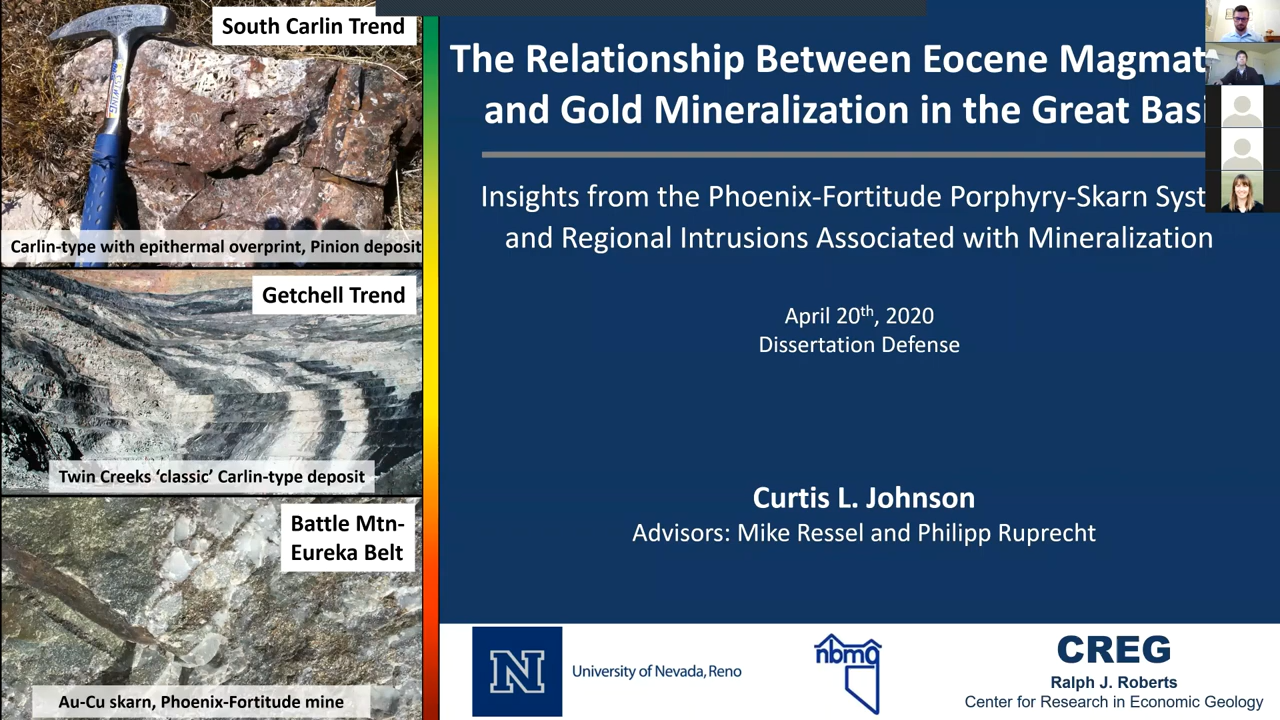 South Carlin Trend
Carlin-type with epithermal overprint, Pinion deposit
Getchell Trend
Twin Creeks ‘classic’ Carlin-type deposit
Battle Mtn-
Eureka Belt
Au-Cu skarn, Phoenix-Fortitude mine
The Relationship Between Eocene Magmat
and Gold Mineralization in the Great Basi
Insights from the Phoenix-Fortitude Porphyry-Skarn Syst
and Regional Intrusions Associated with Mineralization
April 20th, 2020
Dissertation Defense
Curtis L. Johnson
Advisors: Mike Ressel and Philipp Ruprecht
N
University of Nevada, Reno
nbmg
CREG
Ralph J. Roberts
Center for Research in Economic Geology